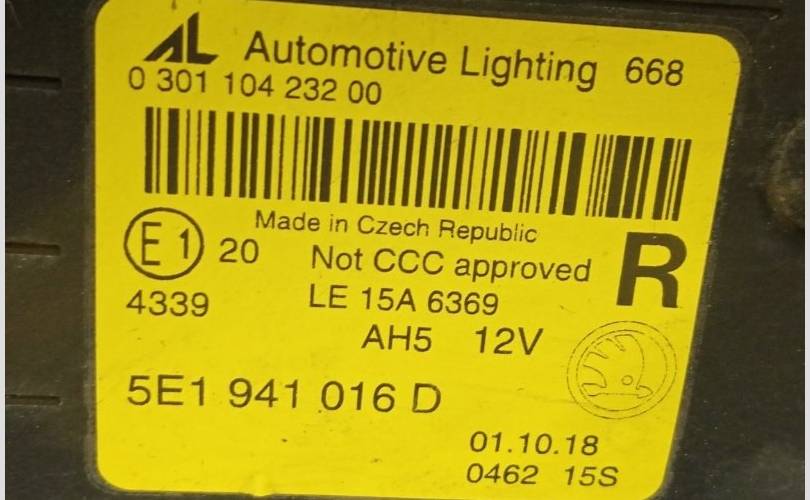 AL Automotive Lighting 668
0 301 104 232 00
Made in Czech Republic
E1 20 Not CCC approved R
4339 LE 15A 6369
AH5 12V
5E1 941 016 D
01.10.18
0462 15S